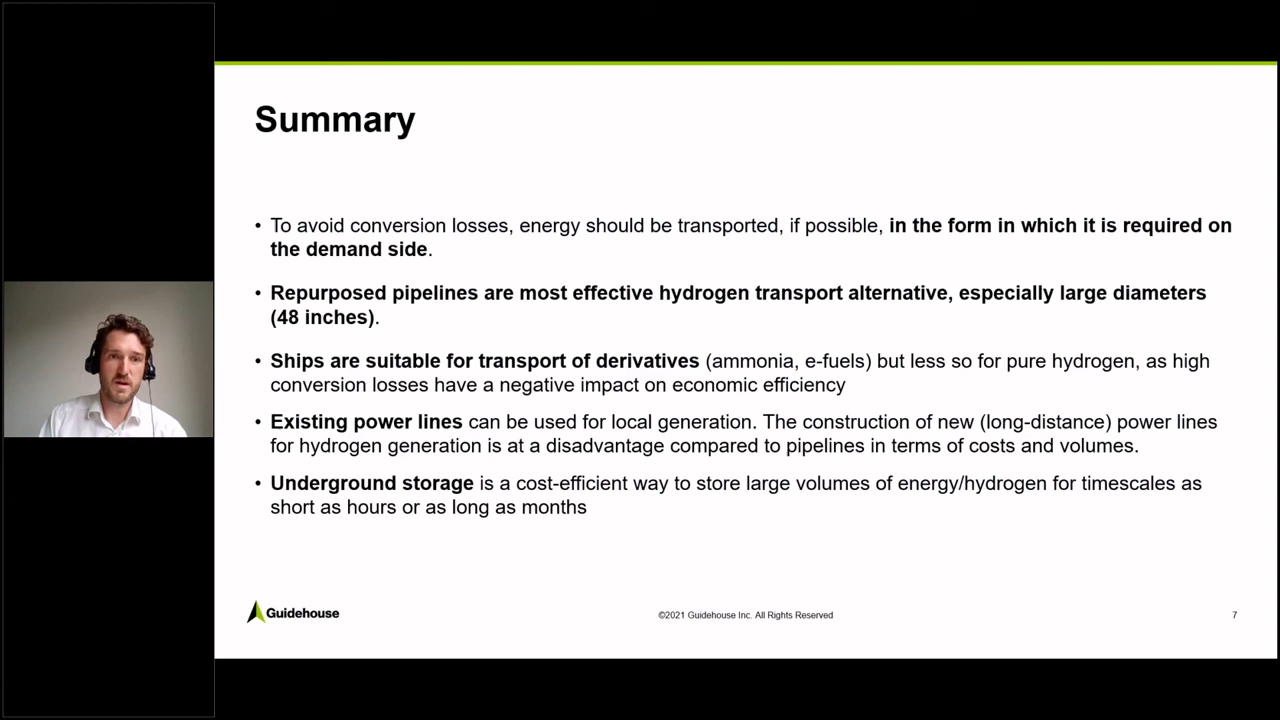 Summary
• To avoid conversion losses, energy should be transported, if possible, in the form in which it is required on
the demand side.
• Repurposed pipelines are most effective hydrogen transport alternative, especially large diameters
(48 inches).
• Ships are suitable for transport of derivatives (ammonia, e-fuels) but less so for pure hydrogen, as high
conversion losses have a negative impact on economic efficiency
• Existing power lines can be used for local generation. The construction of new (long-distance) power lines
for hydrogen generation is at a disadvantage compared to pipelines in terms of costs and volumes.
• Underground storage is a cost-efficient way to store large volumes of energy/hydrogen for timescales as
short as hours or as long as months
Guidehouse
©2021 Guidehouse Inc. All Rights Reserved
7